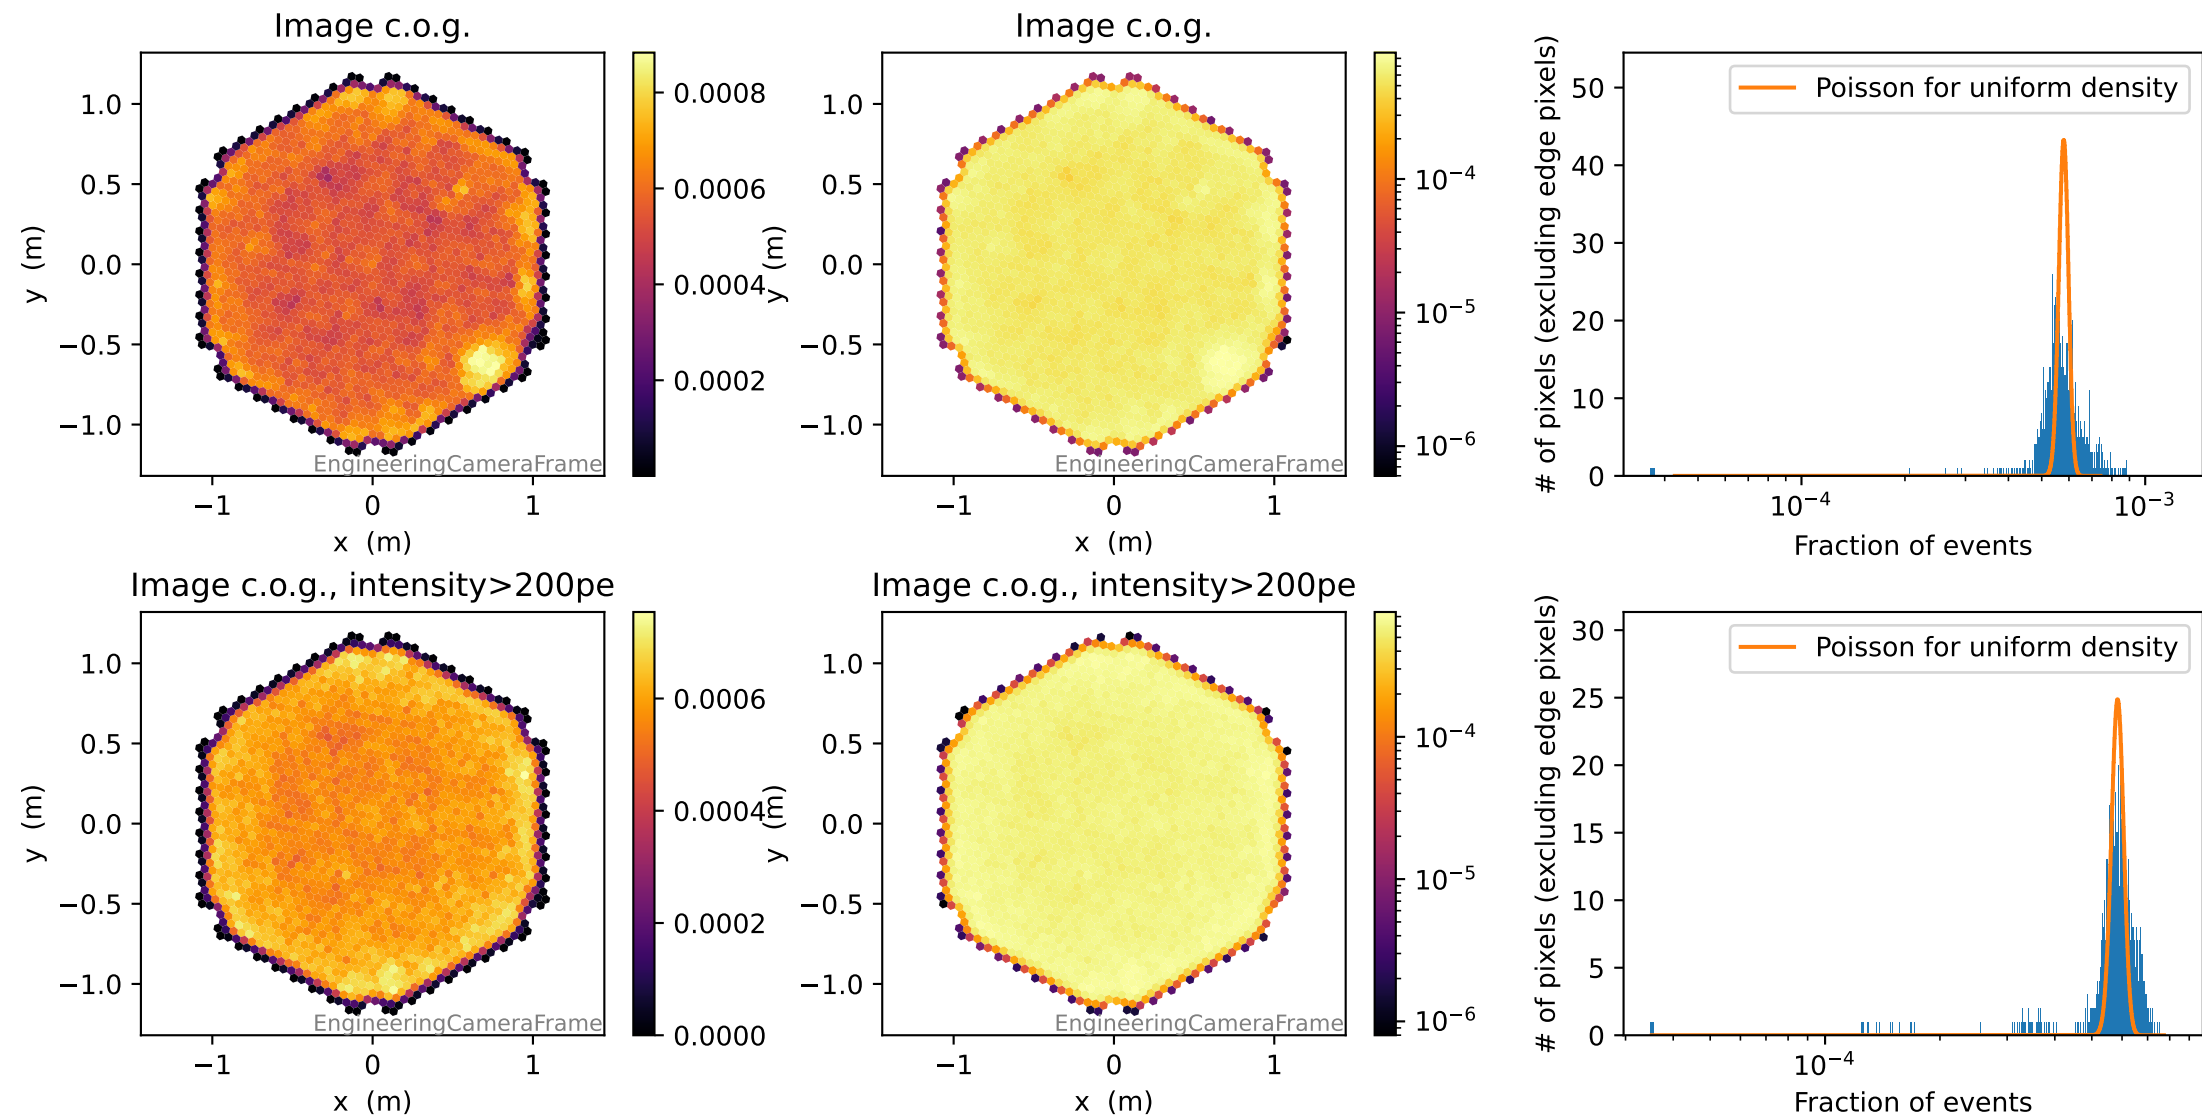 Image c.o.g.
1.0
0.5
0.0
−0.5
−1.0
y (m)
−1
0
1
x (m)
EngineeringCameraFrame
0.0008
0.0006
0.0004
0.0002
Image c.o.g.
1.0
0.5
0.0
−0.5
−1.0
y (m)
−1
0
1
x (m)
EngineeringCameraFrame
10−4
10−5
10−6
# of pixels (excluding edge pixels)
50
40
30
20
10
0
Poisson for uniform density
10−4
10−3
Fraction of events
Image c.o.g., intensity>200pe
1.0
0.5
0.0
−0.5
−1.0
y (m)
−1
0
1
x (m)
EngineeringCameraFrame
0.0006
0.0004
0.0002
0.0000
Image c.o.g., intensity>200pe
1.0
0.5
0.0
−0.5
−1.0
y (m)
−1
0
1
x (m)
EngineeringCameraFrame
10−4
10−5
10−6
# of pixels (excluding edge pixels)
30
25
20
15
10
5
0
Poisson for uniform density
10−4
Fraction of events